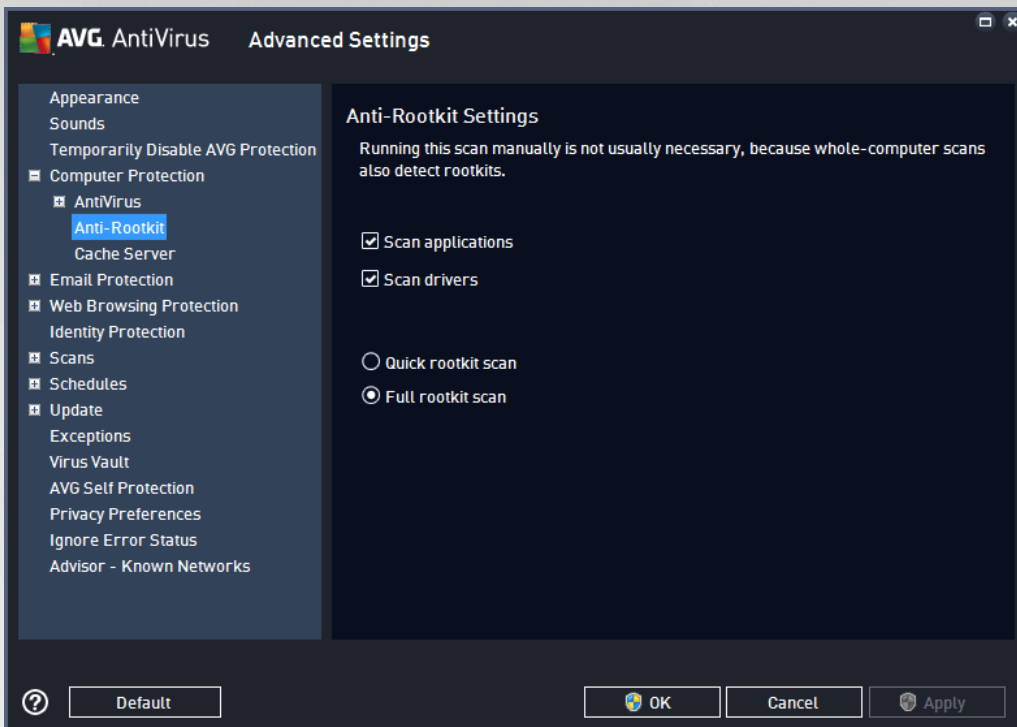 AVG. AntiVirus Advanced Settings
Appearance
Sounds
Temporarily Disable AVG Protection
Computer Protection
AntiVirus
Anti-Rootkit
Cache Server
Email Protection
Web Browsing Protection
Identity Protection
Scans
Schedules
Update
Exceptions
Virus Vault
AVG Self Protection
Privacy Preferences
Ignore Error Status
Advisor - Known Networks
Anti-Rootkit Settings
Running this scan manually is not usually necessary, because whole-computer scans
also detect rootkits.
Scan applications
Scan drivers
Quick rootkit scan
Full rootkit scan
? Default OK Cancel Apply